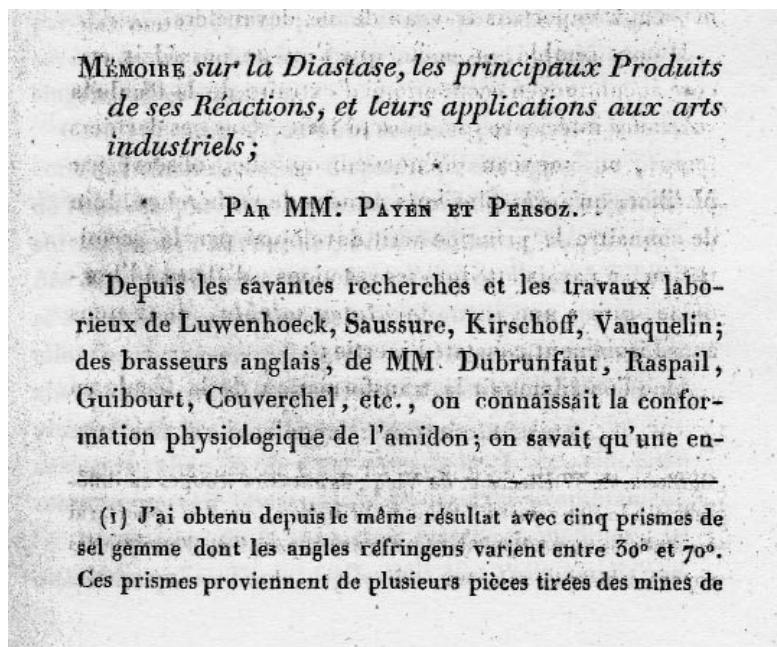 MÉMOIRE sur la Diastase, les principaux Produits
de ses Réactions, et leurs applications aux arts
industriels;
PAR MM. PAYEN ET PERSOZ.
Depuis les savantes recherches et les travaux labo-
rieux de Luwenhoeck, Saussure, Kirschoff, Vauquelin;
des brasseurs anglais, de MM. Dubrunfaut, Raspail,
Guibourt, Couverchel, etc., on connaissait la confor-
mation physiologique de l'amidon; on savait qu'une en-
(1) J'ai obtenu depuis le même résultat avec cinq prismes de
sel gemme dont les angles réfringens varient entre 30° et 70°.
Ces prismes proviennent de plusieurs pièces tirées des mines de